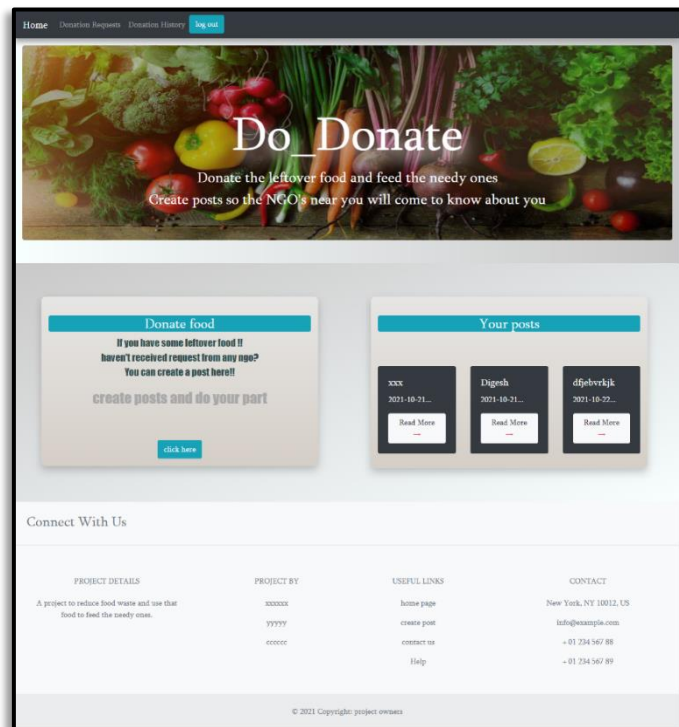 Home Donation Requests Donation History log out
Do_Donate
Donate the leftover food and feed the needy ones
Create posts so the NGO's near you will come to know about you
Donate food
If you have some leftover food !!
haven't received request from any ngo?
You can create a post here!!
create posts and do your part
click here
Your posts
xxx
2021-10-21...
Read More
→
Digesh
2021-10-21...
Read More
→
dfjebvrkjk
2021-10-22...
Read More
→
Connect With Us
PROJECT DETAILS
A project to reduce food waste and use that
food to feed the needy ones.
PROJECT BY
xxxxxx
yyyyy
cccccc
USEFUL LINKS
home page
create post
contact us
Help
CONTACT
New York, NY 10012, US
info@example.com
+ 01 234 567 88
+ 01 234 567 89
© 2021 Copyright: project owners